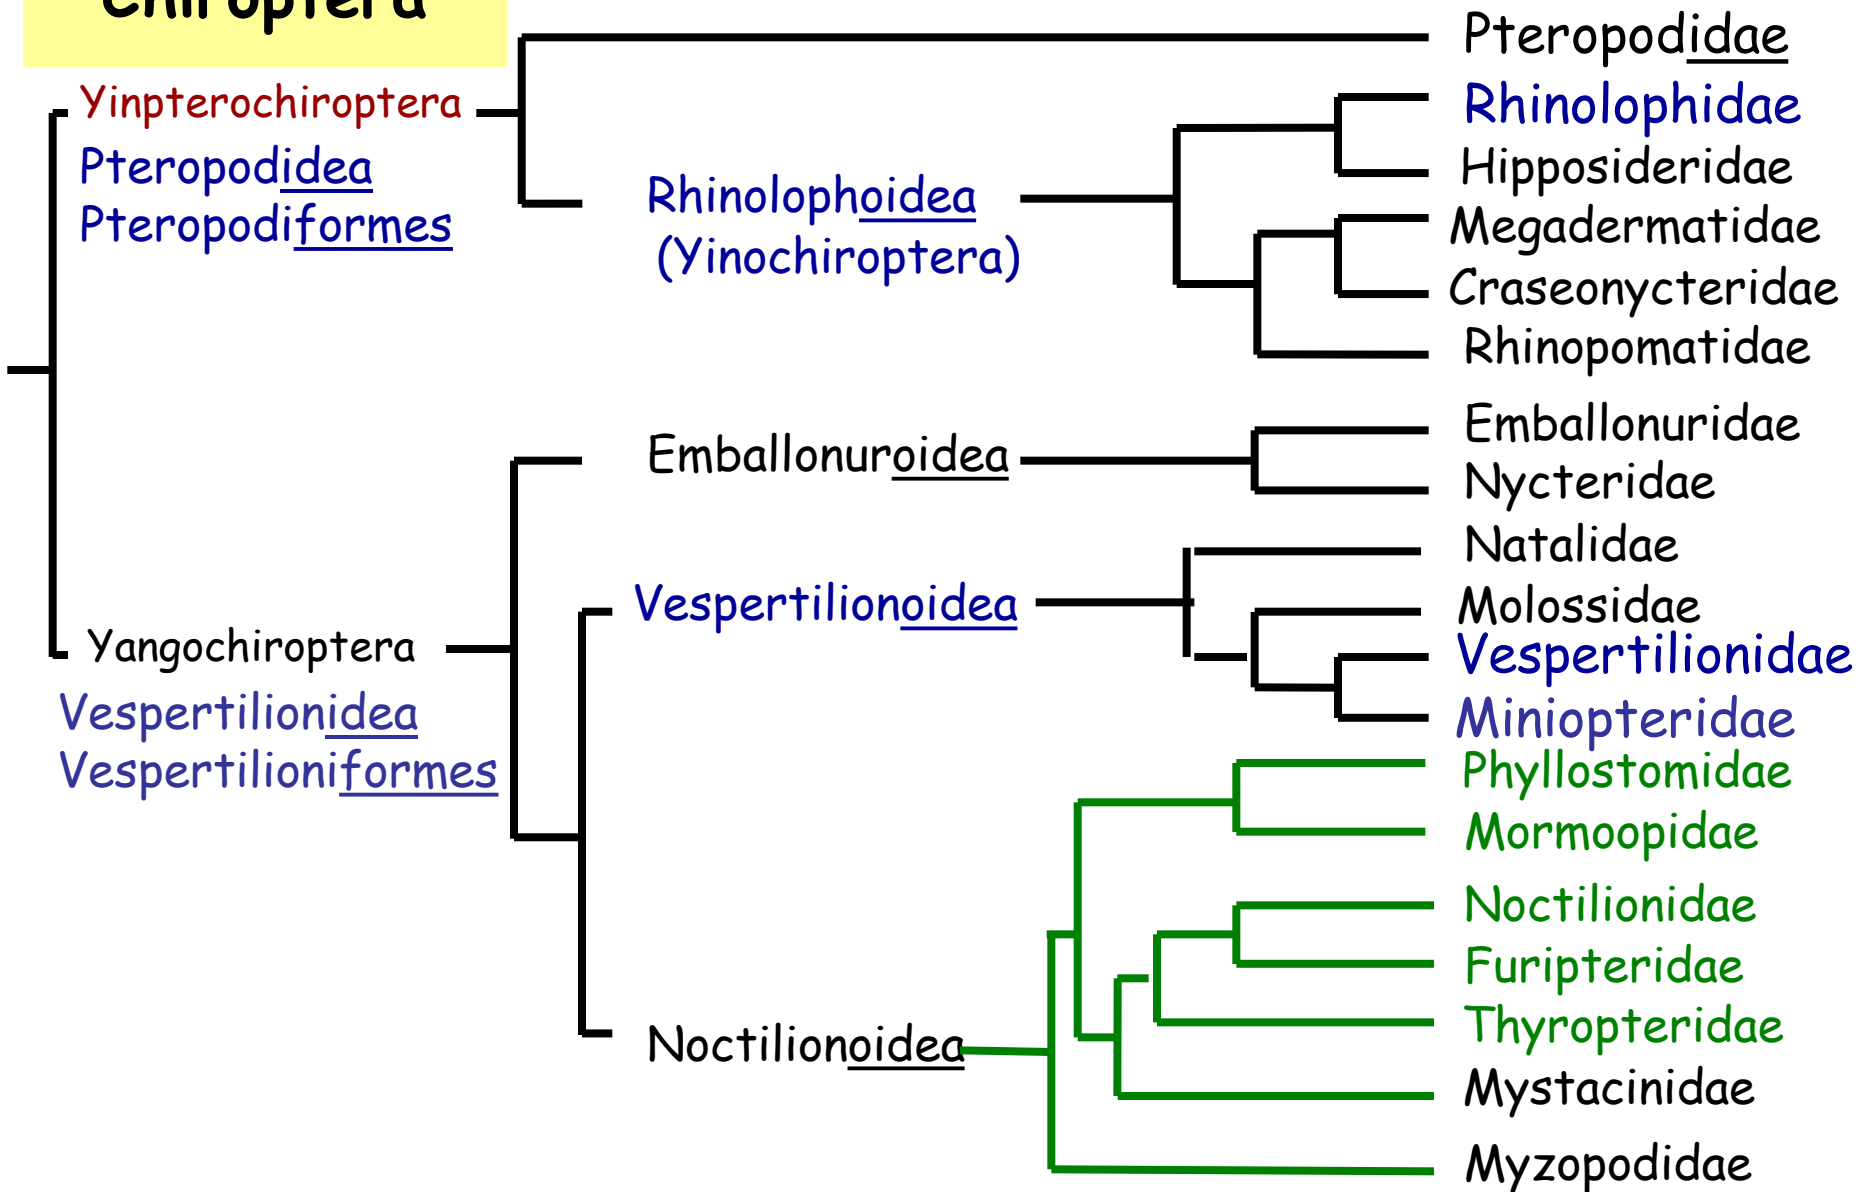 Chiroptera
Yinpterochiroptera
Pteropodidea
Pteropodiformes
Rhinolophoidea
(Yinochiroptera)
Pteropodidae
Rhinolophidae
Hipposideridae
Megadermatidae
Craseonycteridae
Rhinopomatidae
Yangochiroptera
Vespertilionidea
Vespertilioniformes
Emballonuroidea
Emballonuridae
Nycteridae
Vespertilionoidea
Natalidae
Molossidae
Vespertilionidae
Miniopteridae
Noctilionoidea
Phyllostomidae
Mormoopidae
Noctilionidae
Furipteridae
Thyropteridae
Mystacinidae
Myzopodidae